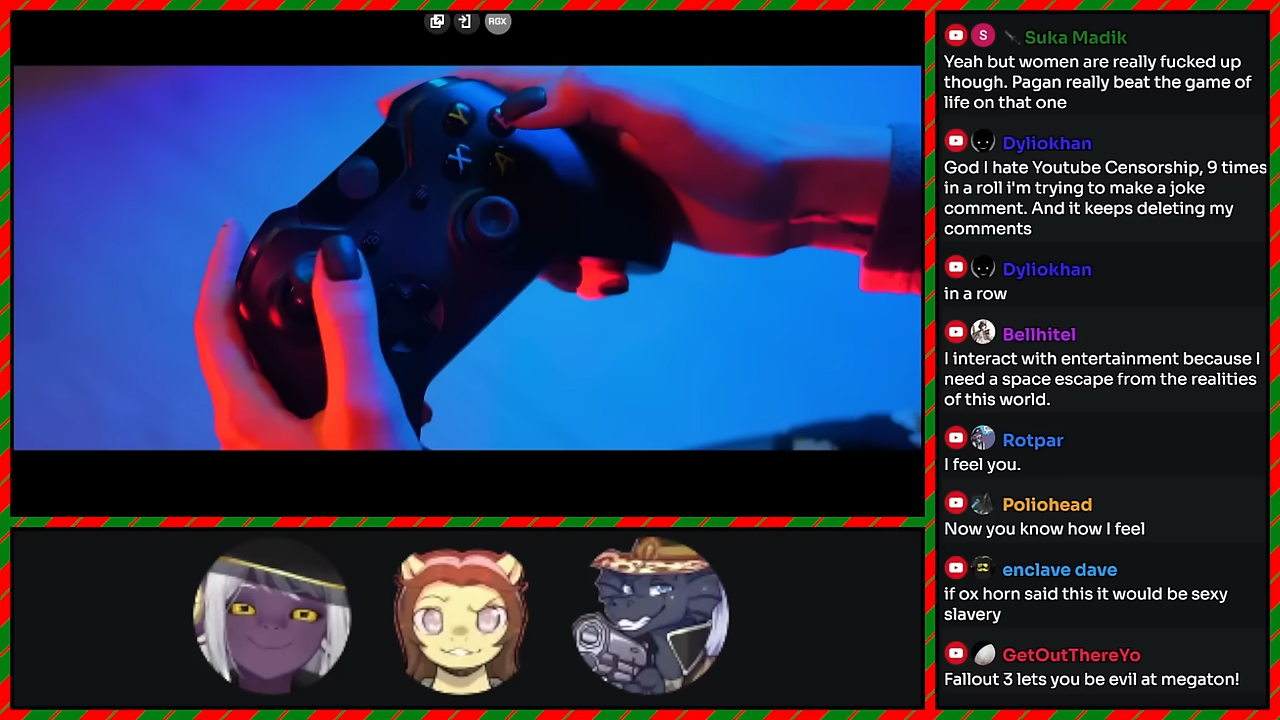 RGX
Y
X
A
S
Suka Madik
Yeah but women are really fucked up
though. Pagan really beat the game of
life on that one
Dyliokhan
God I hate Youtube Censorship, 9 times
in a roll i'm trying to make a joke
comment. And it keeps deleting my
comments
Dyliokhan
in a row
Bellhitel
I interact with entertainment because I
need a space escape from the realities
of this world.
Rotpar
I feel you.
Poliohead
Now you know how I feel
enclave dave
if ox horn said this it would be sexy
slavery
GetOutThereYo
Fallout 3 lets you be evil at megaton!